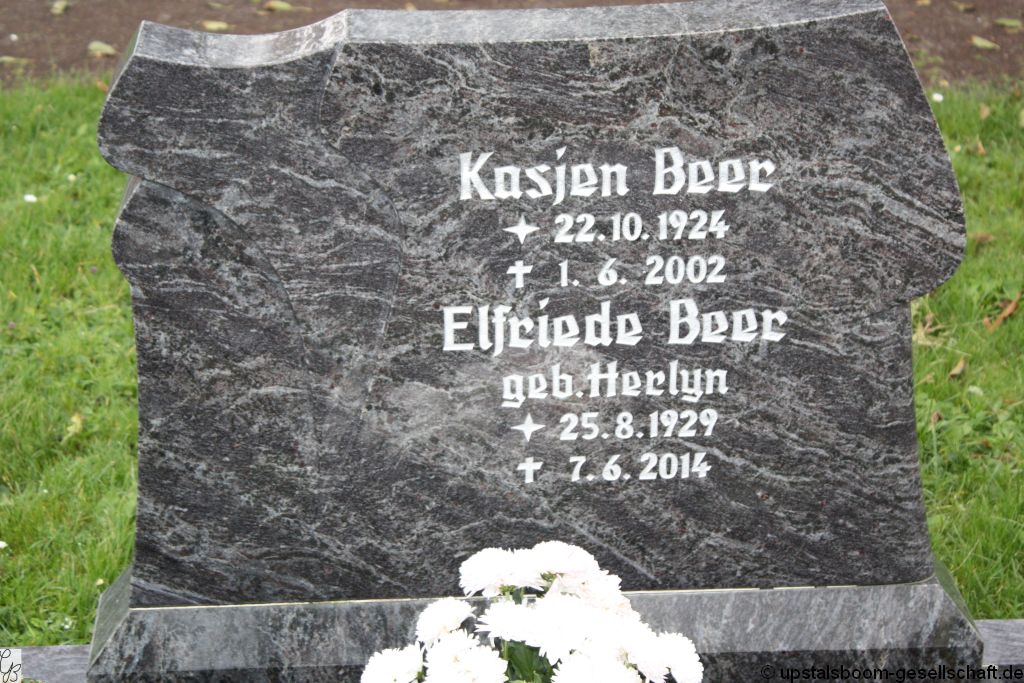 Kasjen Beer
✦ 22.10.1924
✝ 1. 6. 2002
Elfriede Beer
geb. Herlyn
✦ 25.8.1929
✝ 7.6.2014
© upstalsboom-gesellschaft.de